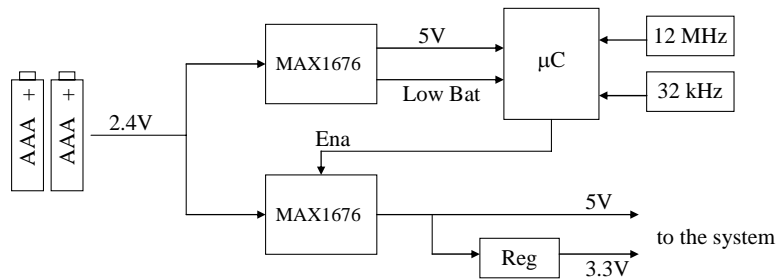 5V
MAX1676
Low Bat
μC
12 MHz
32 kHz
AAA +
AAA +
2.4V
Ena
MAX1676
5V
Reg
3.3V
to the system